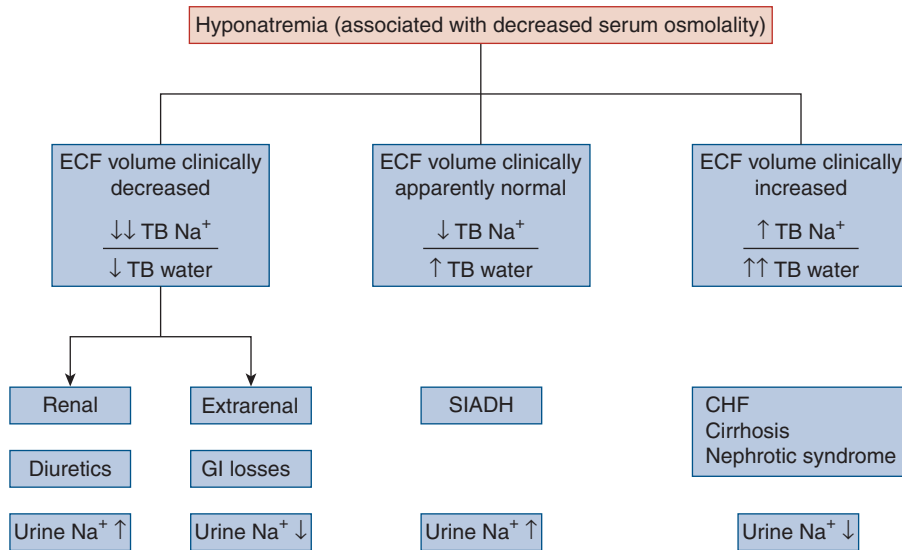 Hyponatremia (associated with decreased serum osmolality)
ECF volume clinically
decreased
↓↓ TB Na⁺
↓ TB water
ECF volume clinically
apparently normal
↓ TB Na⁺
↑ TB water
ECF volume clinically
increased
↑ TB Na⁺
↑↑ TB water
Renal
Extrarenal
SIADH
CHF
Cirrhosis
Nephrotic syndrome
Diuretics
GI losses
Urine Na⁺ ↑
Urine Na⁺ ↓
Urine Na⁺ ↑
Urine Na⁺ ↓